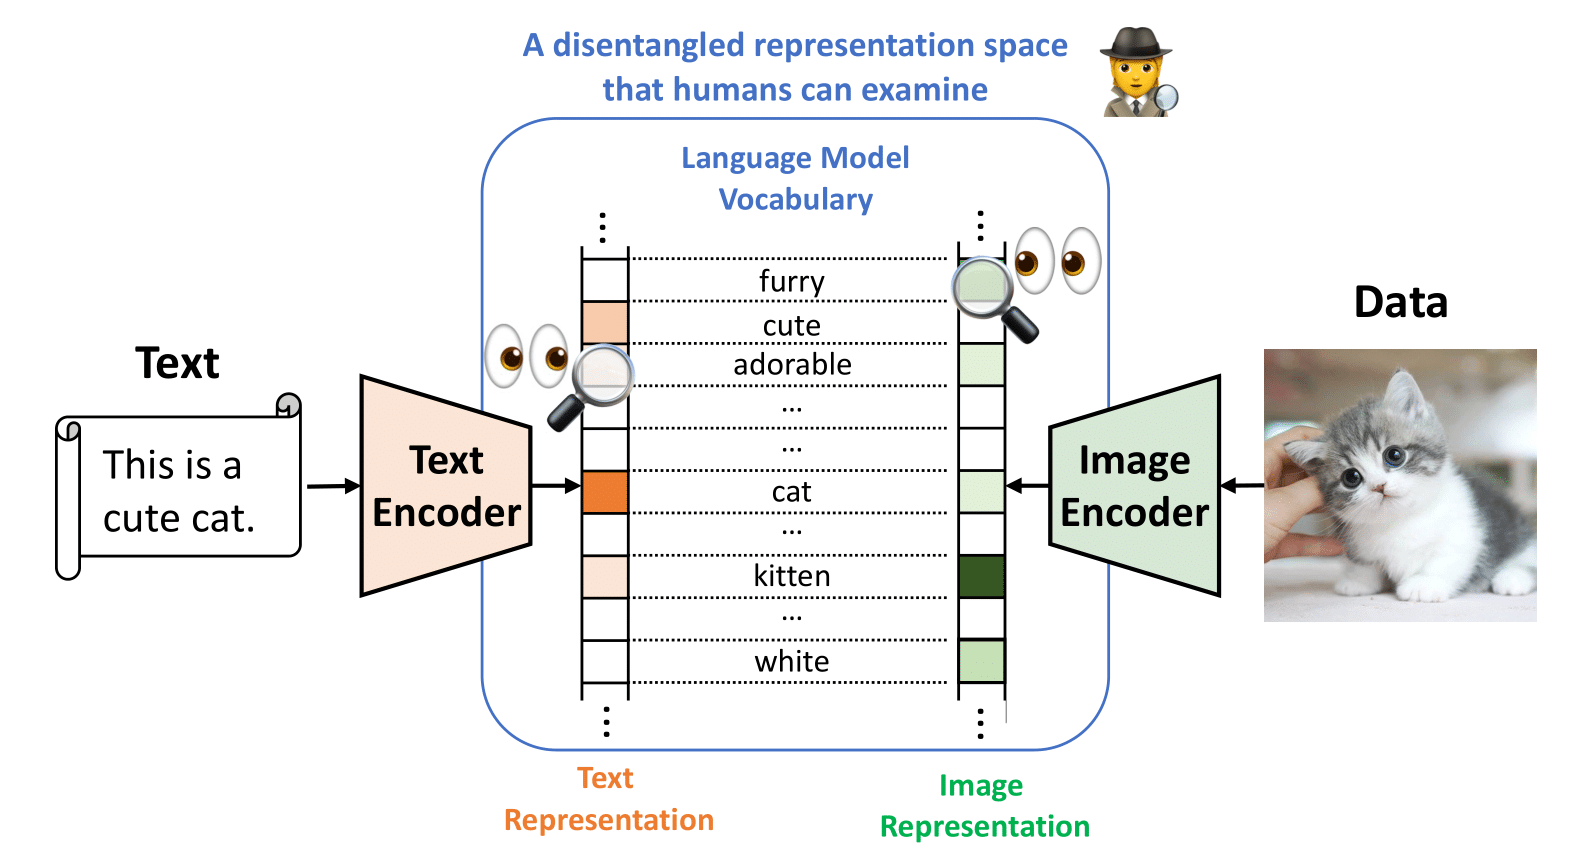 A disentangled representation space
that humans can examine
Language Model
Vocabulary
furry
cute
adorable
...
...
cat
...
kitten
...
white
Text
This is a
cute cat.
Text
Encoder
Image
Encoder
Data
Text
Representation
Image
Representation